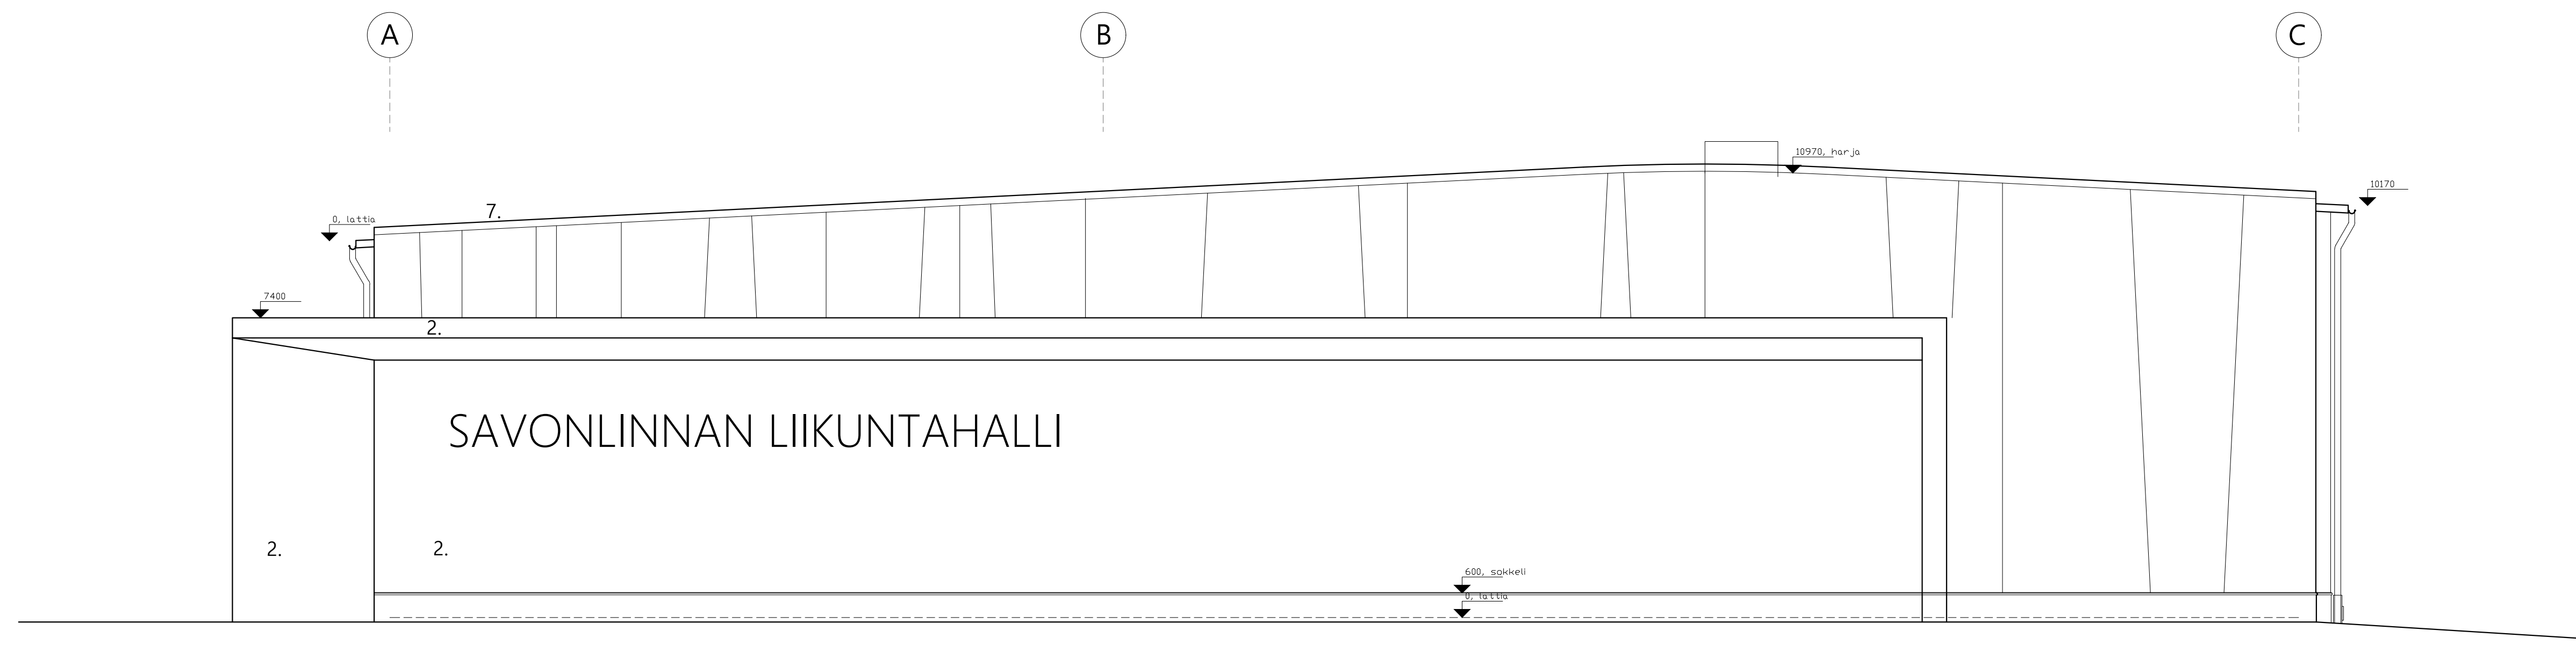 A
B
C
10970, harja
10170
7.
0, lattia
7400
2.
SAVONLINNAN LIIKUNTAHALLI
2.
2.
600, sokkeli
0, lattia